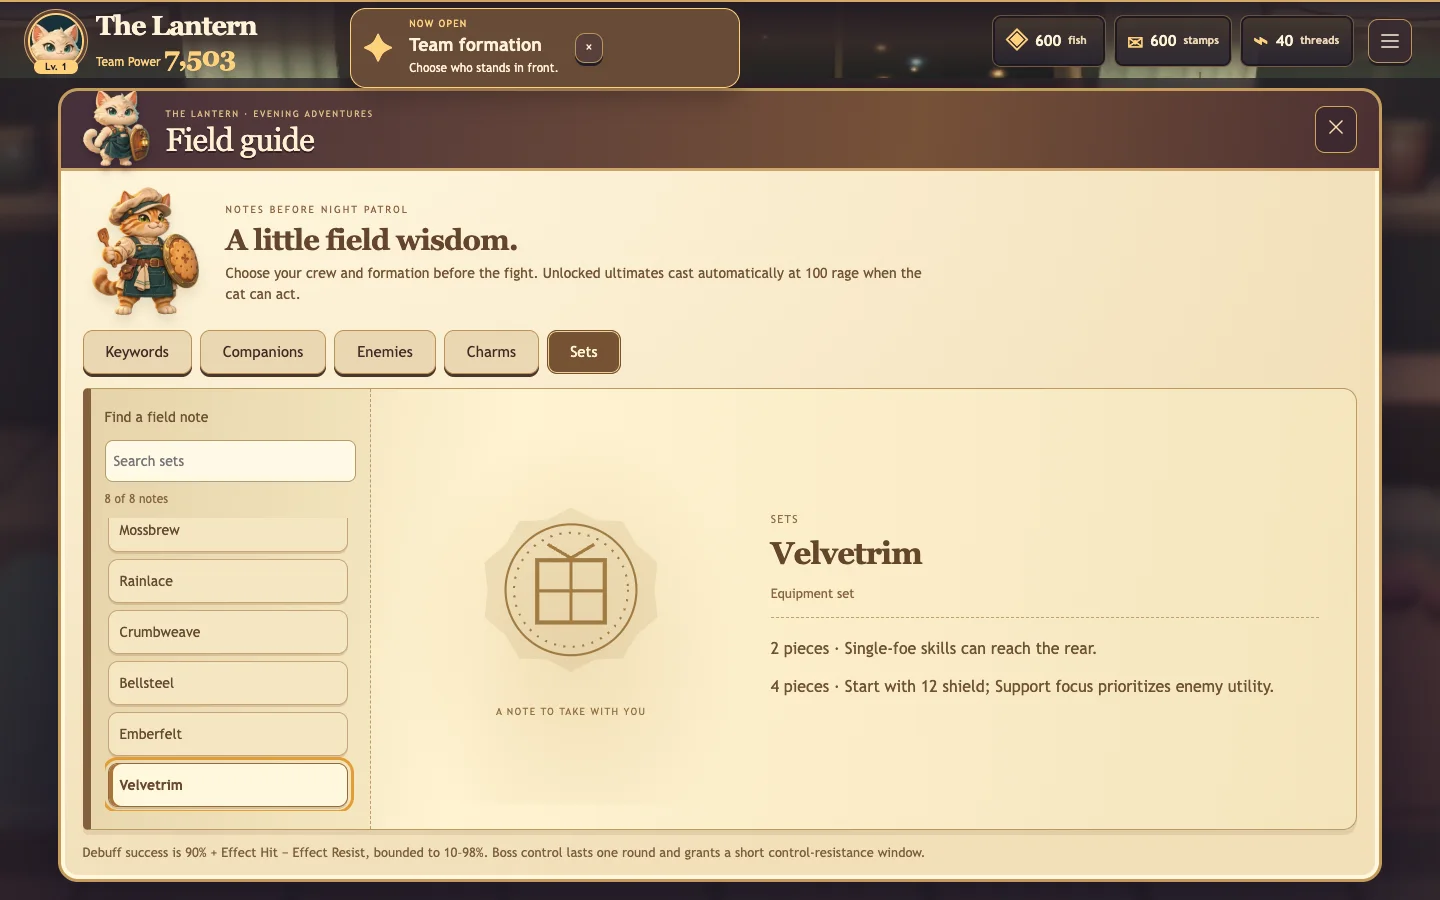 The Lantern
Lv. 1
Team Power 7,503
NOW OPEN
Team formation
Choose who stands in front.
×
600 fish
600 stamps
40 threads
THE LANTERN · EVENING ADVENTURES
Field guide
NOTES BEFORE NIGHT PATROL
A little field wisdom.
Choose your crew and formation before the fight. Unlocked ultimates cast automatically at 100 rage when the
cat can act.
Keywords
Companions
Enemies
Charms
Sets
Find a field note
Search sets
8 of 8 notes
Mossbrew
Rainlace
Crumbweave
Bellsteel
Emberfelt
Velvetrim
A NOTE TO TAKE WITH YOU
SETS
Velvetrim
Equipment set
2 pieces · Single-foe skills can reach the rear.
4 pieces · Start with 12 shield; Support focus prioritizes enemy utility.
Debuff success is 90% + Effect Hit − Effect Resist, bounded to 10–98%. Boss control lasts one round and grants a short control-resistance window.